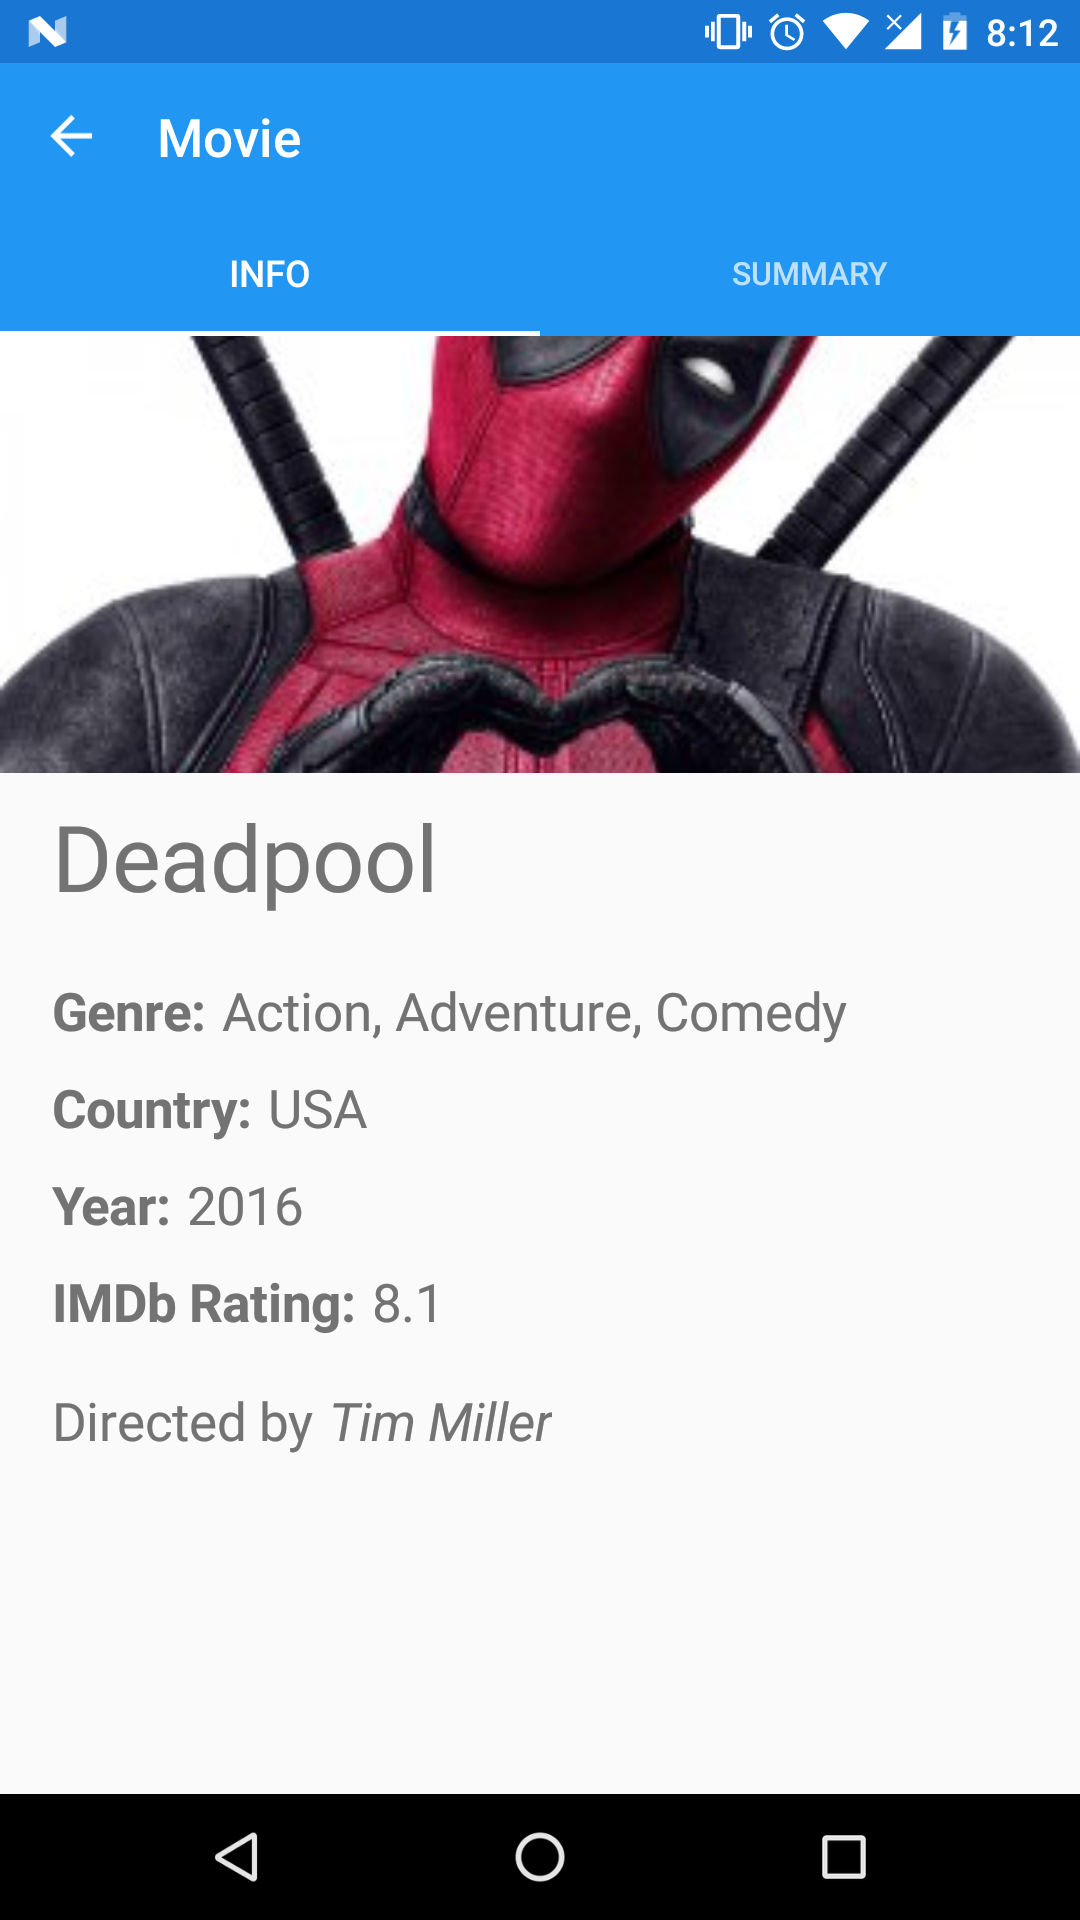 8:12
Movie
INFO
SUMMARY
Deadpool
Genre: Action, Adventure, Comedy
Country: USA
Year: 2016
IMDb Rating: 8.1
Directed by Tim Miller